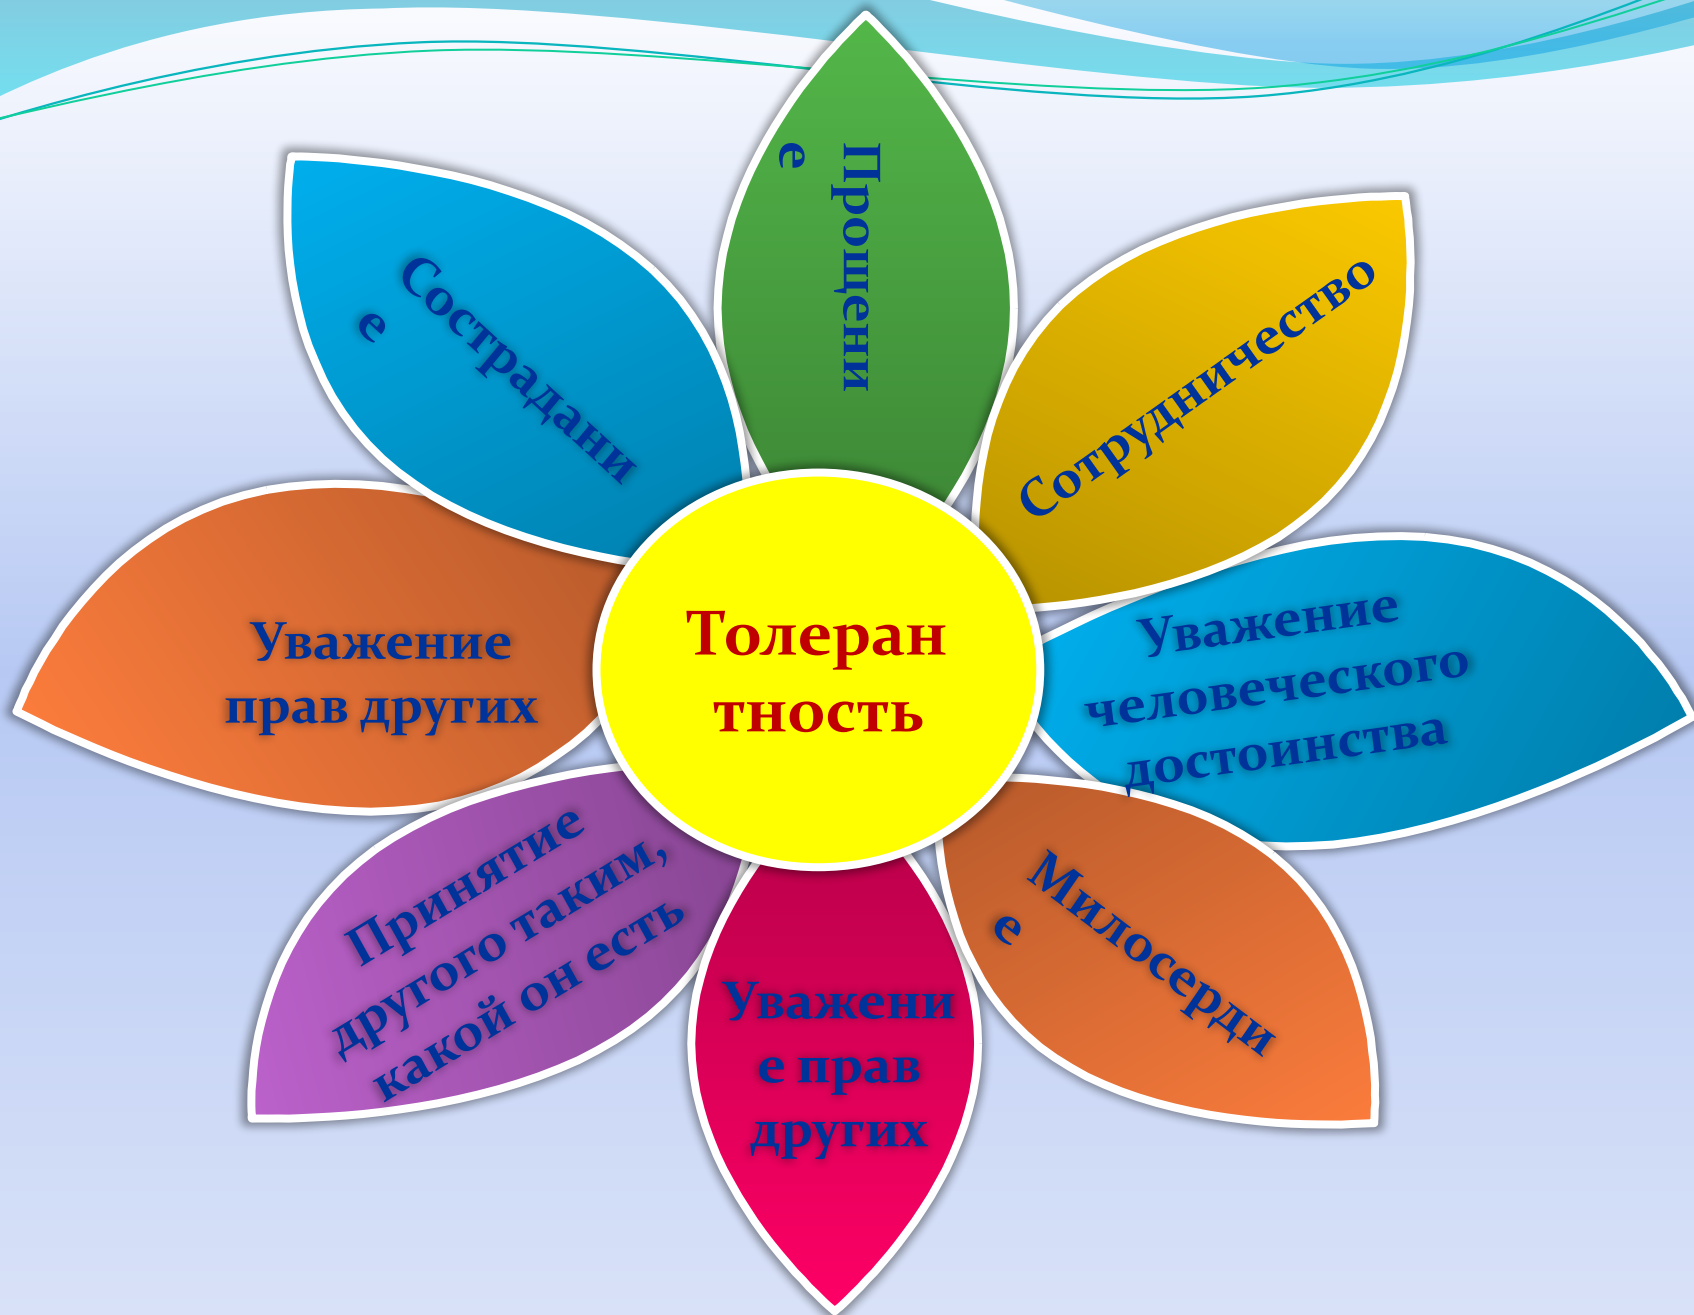 Прощени
е
Сострадани
е
Сотрудничество
Уважение
прав других
Толеран
тность
Уважение
человеческого
достоинства
Принятие
другого таким,
какой он есть
Уважени
е прав
других
Милосерди
е